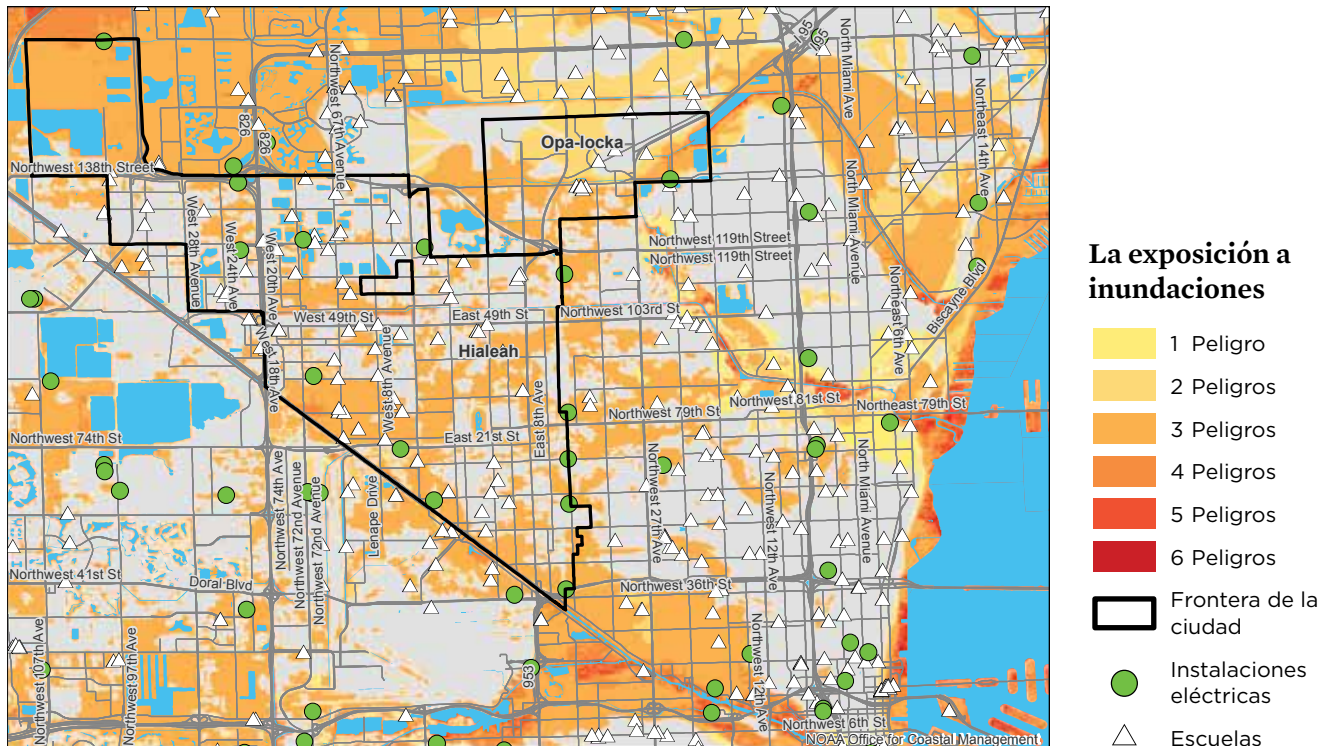 I-95
I-95
North Miami Ave
Northeast 14th Ave
Northwest 67th Avenue
826
826
Opa-locka
Northwest 138th Street
West 28th Avenue
West 24th Ave
West 20th Ave
North Miami Avenue
Northwest 119th Street
Northwest 119th Street
Biscayne Blvd
Northeast 6th Ave
West 49th St
East 49th St
Northwest 103rd St
Hialeah
West 18th Ave
West 8th Avenue
East 8th Ave
Northwest 81st St
Northwest 79th St
Northeast 79th St
Northwest 74th St
East 21st St
Northwest 74th Ave
Northwest 72nd Avenue
Northwest 72nd Avenue
Lenape Drive
Northwest 27th Ave
Northwest 12th Ave
North Miami Avenue
Northwest 41st St
Doral Blvd
Northwest 36th St
Northwest 107th Ave
Northwest 97th Ave
953
Northwest 12th Ave
Northwest 6th St
NOAA Office for Coastal Management
La exposición a
inundaciones
1 Peligro
2 Peligros
3 Peligros
4 Peligros
5 Peligros
6 Peligros
Frontera de la
ciudad
Instalaciones
eléctricas
Escuelas